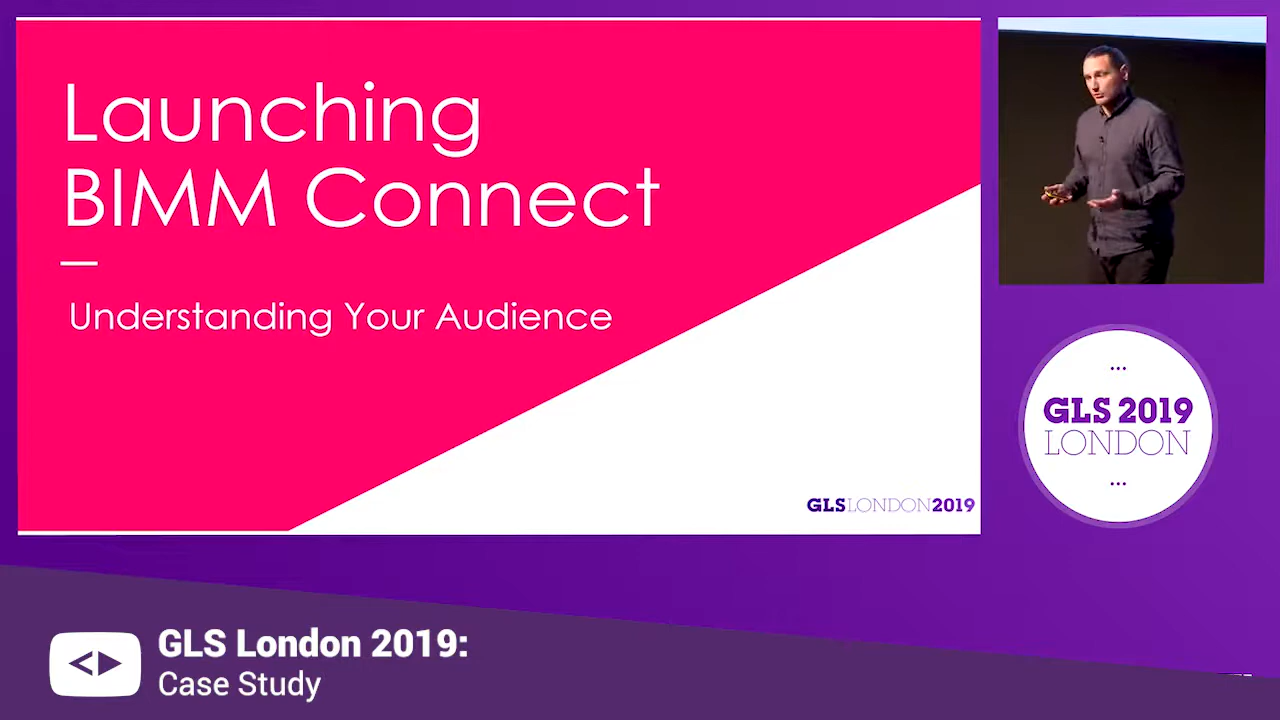 Launching
BIMM Connect
Understanding Your Audience
GLSLONDON2019
...
GLS 2019
LONDON
...
GLS London 2019:
Case Study